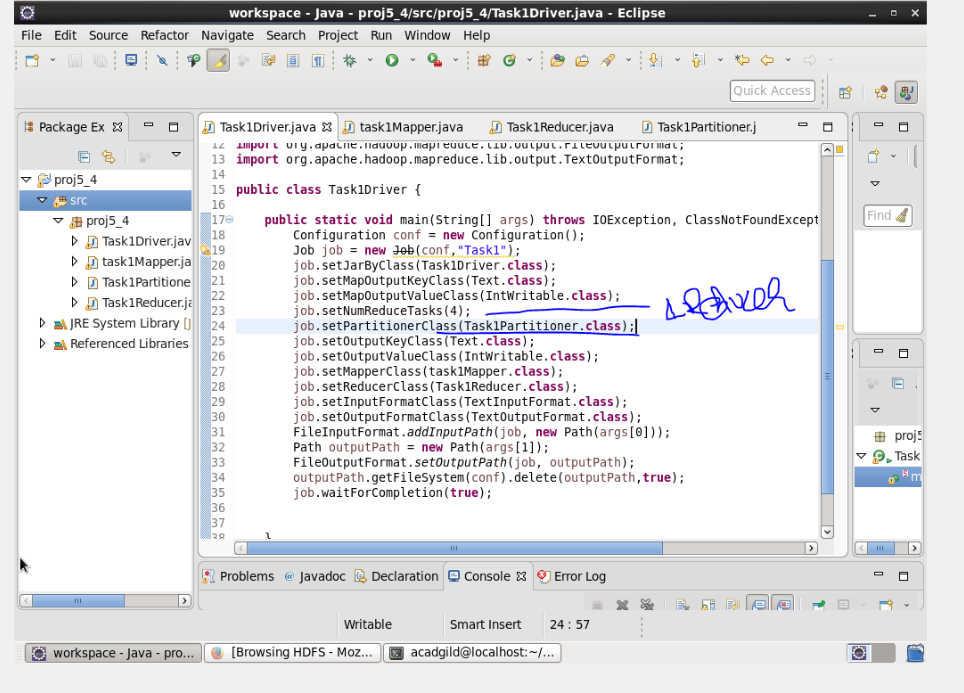 workspace - Java - proj5_4/src/proj5_4/Task1Driver.java - Eclipse
File Edit Source Refactor Navigate Search Project Run Window Help
Quick Access
Package Ex
Task1Driver.java task1Mapper.java Task1Reducer.java Task1Partitioner.j
proj5_4
src
proj5_4
Task1Driver.jav
task1Mapper.ja
Task1Partitione
Task1Reducer.ja
JRE System Library [J
Referenced Libraries
12 import org.apache.hadoop.mapreduce.lib.output.FileOutputFormat;
13 import org.apache.hadoop.mapreduce.lib.output.TextOutputFormat;
14
15 public class Task1Driver {
16
17 public static void main(String[] args) throws IOException, ClassNotFoundExcept
18 Configuration conf = new Configuration();
19 Job job = new Job(conf,"Task1");
20 job.setJarByClass(Task1Driver.class);
21 job.setMapOutputKeyClass(Text.class);
22 job.setMapOutputValueClass(IntWritable.class);
23 job.setNumReduceTasks(4);
24 job.setPartitionerClass(Task1Partitioner.class);
25 job.setOutputKeyClass(Text.class);
26 job.setOutputValueClass(IntWritable.class);
27 job.setMapperClass(task1Mapper.class);
28 job.setReducerClass(Task1Reducer.class);
29 job.setInputFormatClass(TextInputFormat.class);
30 job.setOutputFormatClass(TextOutputFormat.class);
31 FileInputFormat.addInputPath(job, new Path(args[0]));
32 Path outputPath = new Path(args[1]);
33 FileOutputFormat.setOutputPath(job, outputPath);
34 outputPath.getFileSystem(conf).delete(outputPath,true);
35 job.waitForCompletion(true);
36
37
38 }
Find
proj5
Task
m
Problems Javadoc Declaration Console Error Log
Writable Smart Insert 24 : 57
workspace - Java - pro... [Browsing HDFS - Moz... acadgild@localhost:~/...